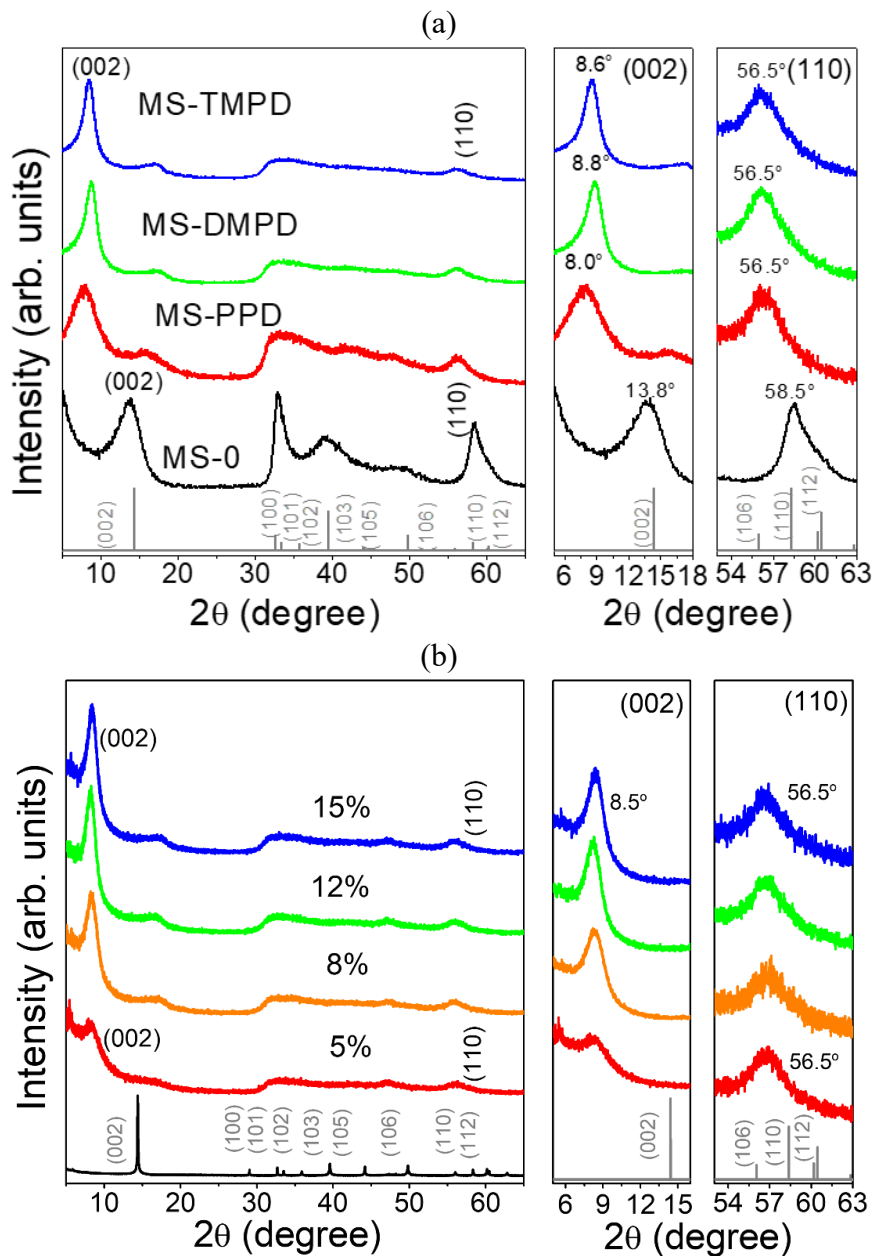 (a)
(002)
MS-TMPD
(110)
MS-DMPD
MS-PPD
(002)
(110)
MS-0
(002)
(100)
(101)
(102)
(103)
(105)
(106)
(110)
(112)
10 20 30 40 50 60
2θ (degree)
Intensity (arb. units)
8.6° (002)
8.8°
8.0°
13.8°
(002)
6 9 12 15 18
2θ (degree)
56.5° (110)
56.5°
56.5°
58.5°
(106)
(110)
(112)
54 57 60 63
(b)
(002)
15%
(110)
12%
8%
(002)
5%
(110)
(002)
(100)
(101)
(102)
(103)
(105)
(106)
(110)
(112)
10 20 30 40 50 60
2θ (degree)
Intensity (arb. units)
(002)
8.5°
(002)
6 9 12 15
2θ (degree)
(110)
56.5°
56.5°
(106)
(110)
(112)
54 57 60 63